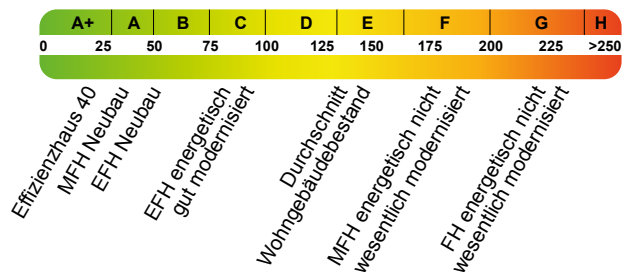 A+ A B C D E F G H
0 25 50 75 100 125 150 175 200 225 >250
Effizienzhaus 40
MFH Neubau
EFH Neubau
EFH energetisch
gut modernisiert
Durchschnitt
Wohngebäudebestand
MFH energetisch nicht
wesentlich modernisiert
FH energetisch nicht
wesentlich modernisiert